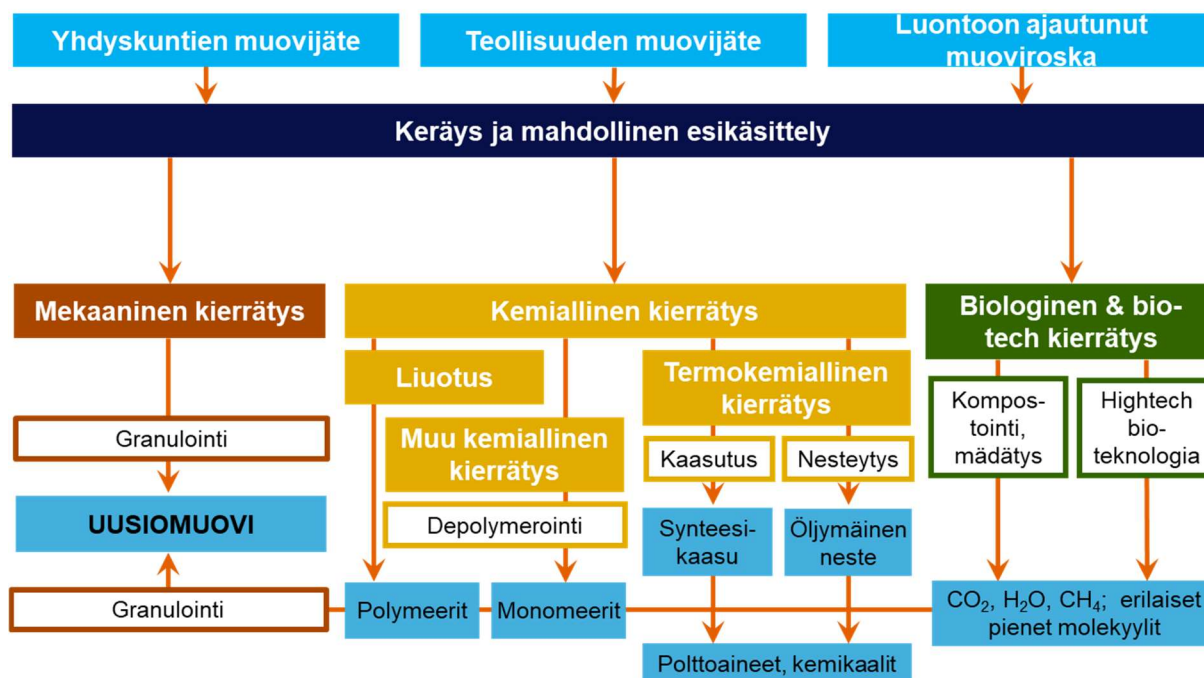 Yhdyskuntien muovijäte
Teollisuuden muovijäte
Luontoon ajautunut
muoviroska
Keräys ja mahdollinen esikäsittely
Mekaaninen kierrätys
Kemiallinen kierrätys
Biologinen & bio-
tech kierrätys
Liuotus
Termokemiallinen
kierrätys
Kompos-
tointi,
mädätys
Hightech
bio-
teknologia
Granulointi
Muu kemiallinen
kierrätys
Kaasutus
Nesteytys
UUSIOMUOVI
Depolymerointi
Synteesi-
kaasu
Öljymäinen
neste
Granulointi
Polymeerit
Monomeerit
CO₂, H₂O, CH₄; erilaiset
pienet molekyylit
Polttoaineet, kemikaalit